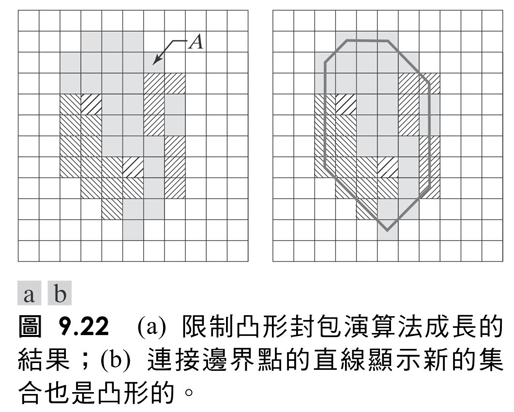 A
a b
圖 9.22 (a) 限制凸形封包演算法成長的
結果；(b) 連接邊界點的直線顯示新的集
合也是凸形的。